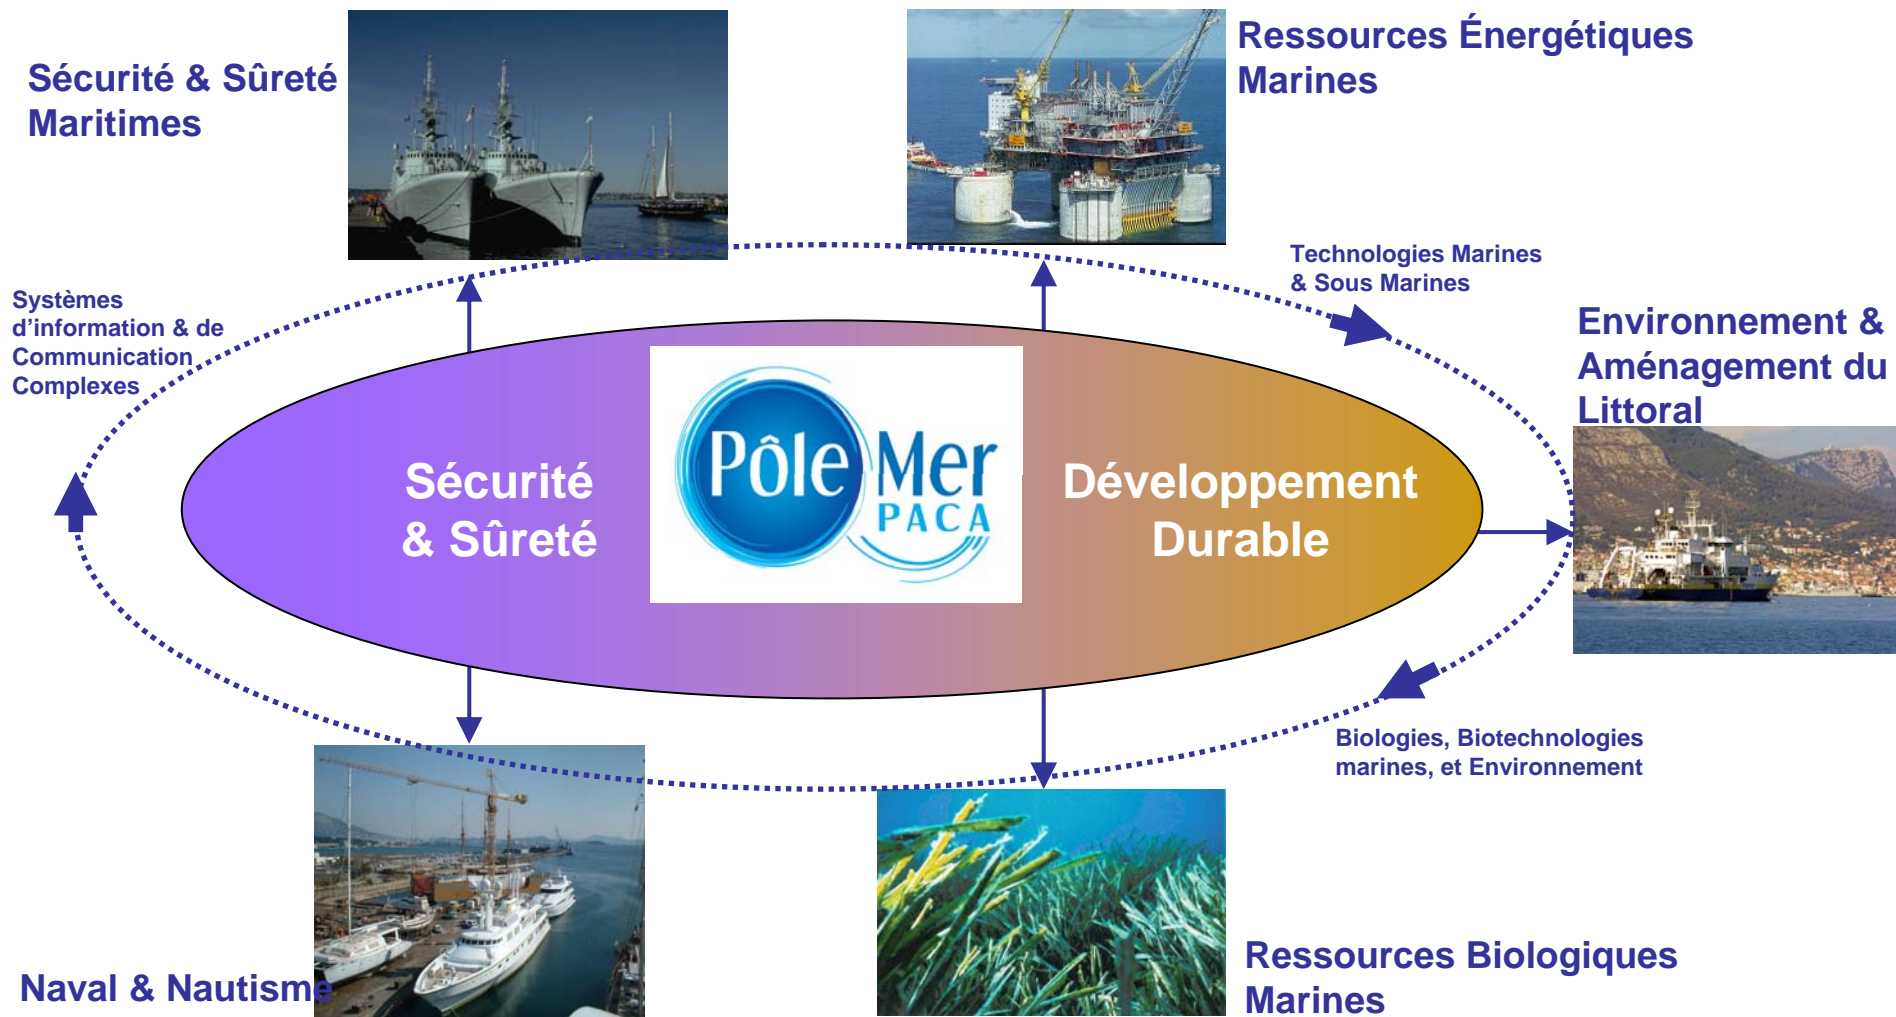 Sécurité & Sûreté
Maritimes
Ressources Énergétiques
Marines
Technologies Marines
& Sous Marines
Systèmes
d’information & de
Communication
Complexes
Environnement &
Aménagement du
Littoral
Sécurité
& Sûreté
Pôle Mer
PACA
Développement
Durable
Biologies, Biotechnologies
marines, et Environnement
Naval & Nautisme
Ressources Biologiques
Marines